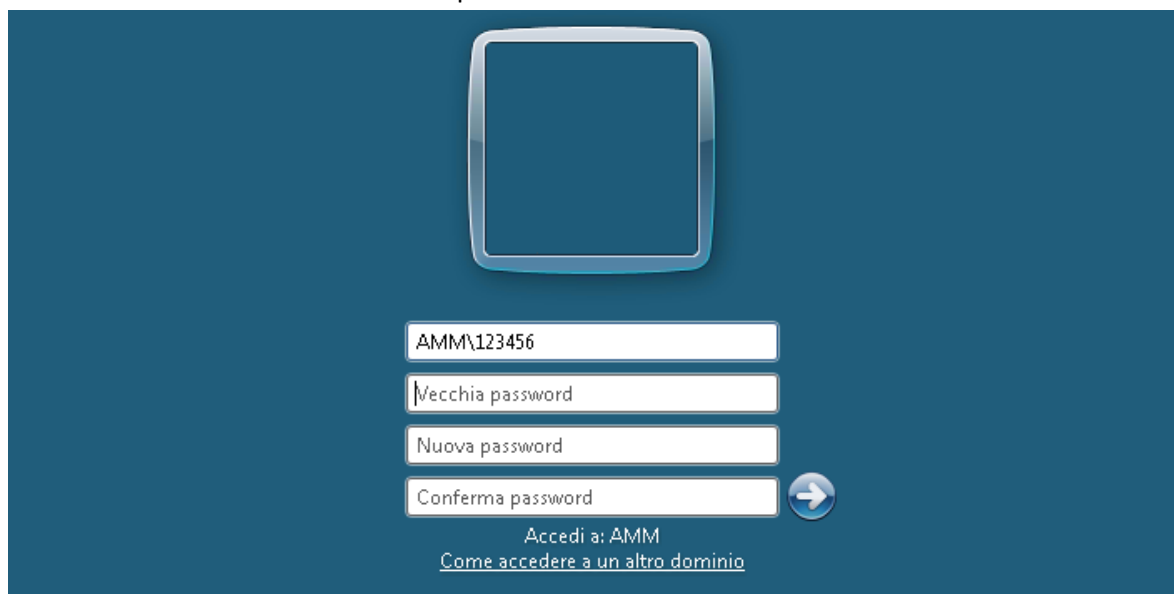 AMM\123456
Vecchia password
Nuova password
Conferma password
Accedi a: AMM
Come accedere a un altro dominio